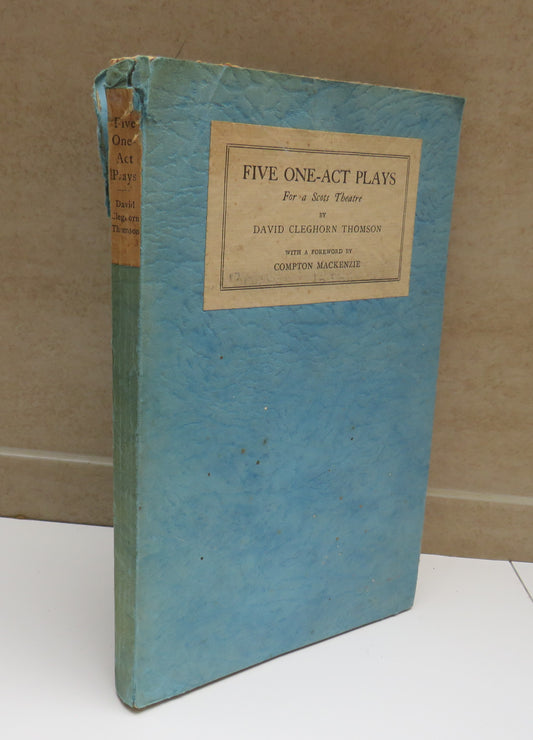 Five
One-
Act
Plays
David
Cleghorn
Thomson
FIVE ONE-ACT PLAYS
For a Scots Theatre
BY
DAVID CLEGHORN THOMSON
WITH A FOREWORD BY
COMPTON MACKENZIE